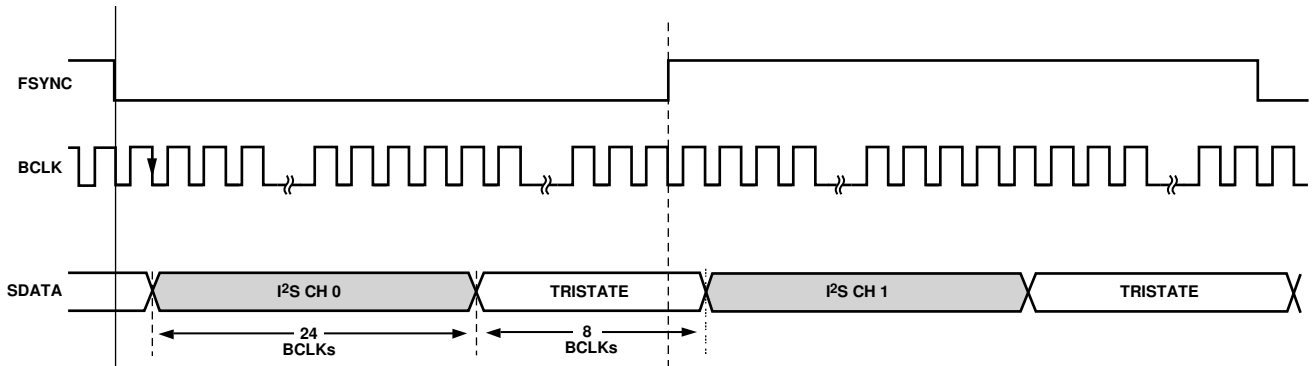 FSYNC
BCLK
SDATA
I²S CH 0
TRISTATE
I²S CH 1
TRISTATE
24
BCLKs
8
BCLKs